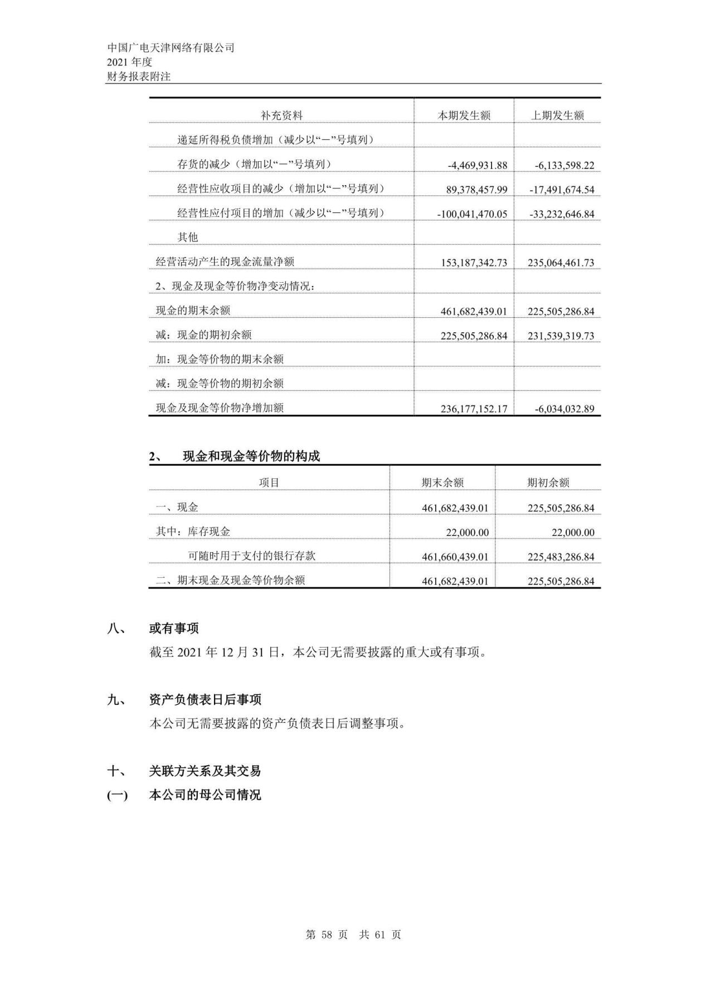 中国广电天津网络有限公司
2021 年度
财务报表附注
补充资料 本期发生额 上期发生额
递延所得税负债增加（减少以“－”号填列）
存货的减少（增加以“－”号填列） -4,469,931.88 -6,133,598.22
经营性应收项目的减少（增加以“－”号填列） 89,378,457.99 -17,491,674.54
经营性应付项目的增加（减少以“－”号填列） -100,041,470.05 -33,232,646.84
其他
经营活动产生的现金流量净额 153,187,342.73 235,064,461.73
2、现金及现金等价物净变动情况：
现金的期末余额 461,682,439.01 225,505,286.84
减：现金的期初余额 225,505,286.84 231,539,319.73
加：现金等价物的期末余额
减：现金等价物的期初余额
现金及现金等价物净增加额 236,177,152.17 -6,034,032.89
2、 现金和现金等价物的构成
项目 期末余额 期初余额
一、现金 461,682,439.01 225,505,286.84
其中：库存现金 22,000.00 22,000.00
可随时用于支付的银行存款 461,660,439.01 225,483,286.84
二、期末现金及现金等价物余额 461,682,439.01 225,505,286.84
八、 或有事项
截至 2021 年 12 月 31 日，本公司无需要披露的重大或有事项。
九、 资产负债表日后事项
本公司无需要披露的资产负债表日后调整事项。
十、 关联方关系及其交易
(一) 本公司的母公司情况
第 58 页 共 61 页